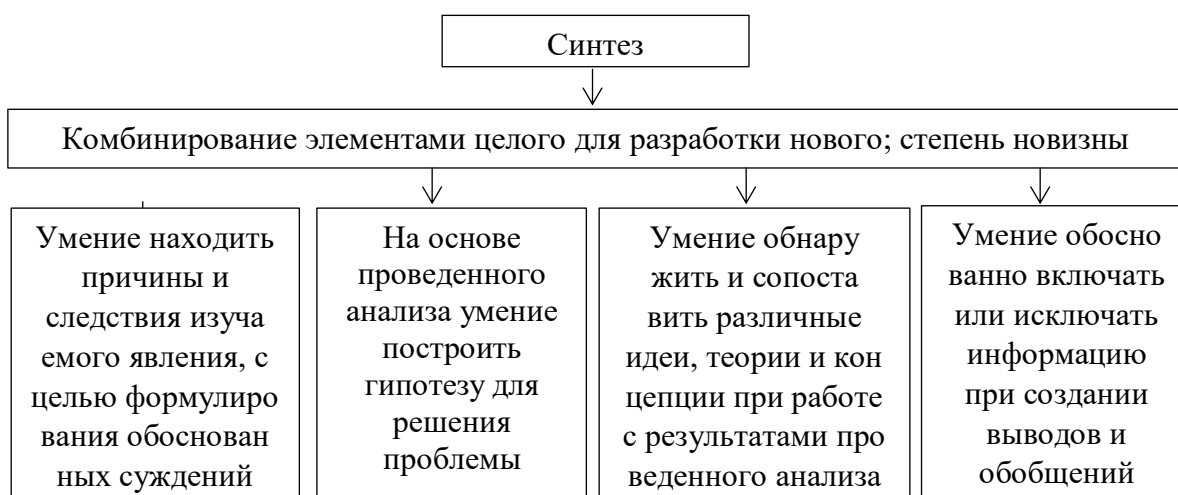 Синтез
Комбинирование элементами целого для разработки нового; степень новизны
Умение находить
причины и
следствия изуча
емого явления, с
целью формулиро
вания обоснован
ных суждений
На основе
проведенного
анализа умение
построить
гипотезу для
решения
проблемы
Умение обнару
жить и сопоста
вить различные
идеи, теории и кон
цепции при работе
с результатами про
веденного анализа
Умение обосно
ванно включать
или исключать
информацию
при создании
выводов и
обобщений